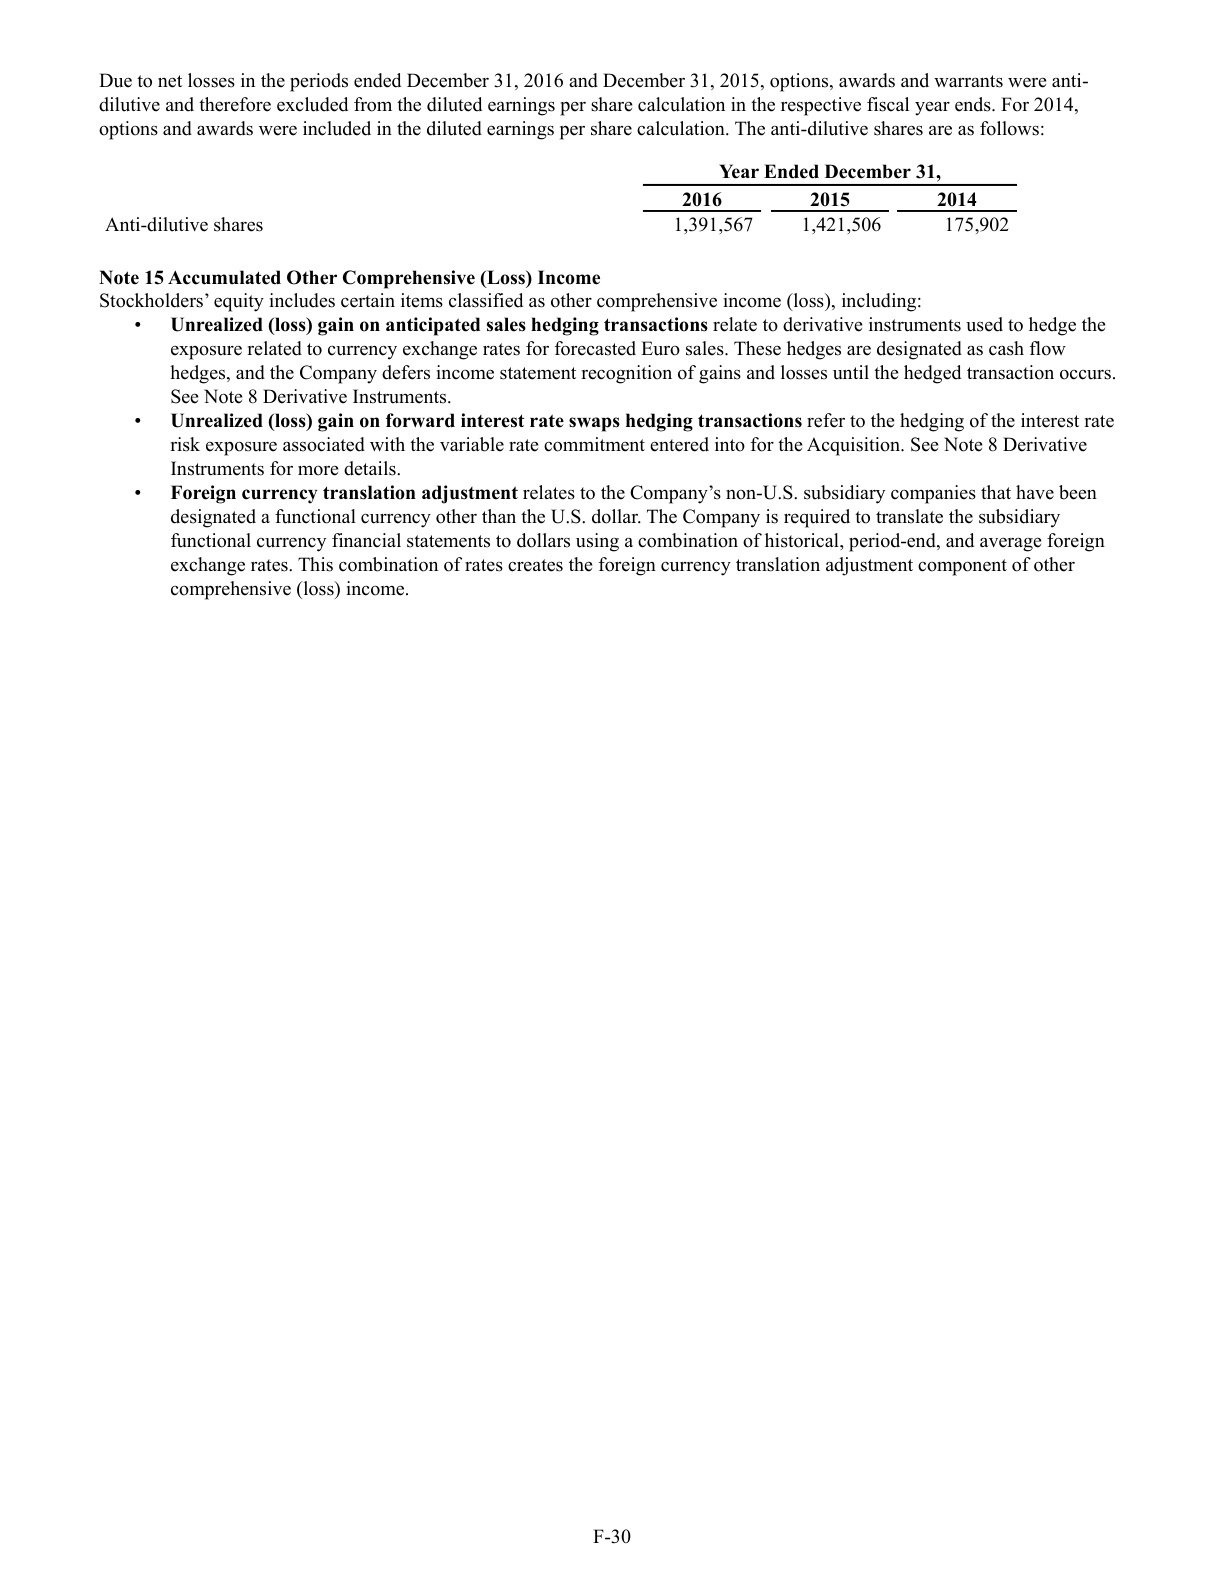 Due to net losses in the periods ended December 31, 2016 and December 31, 2015, options, awards and warrants were anti-
dilutive and therefore excluded from the diluted earnings per share calculation in the respective fiscal year ends. For 2014,
options and awards were included in the diluted earnings per share calculation. The anti-dilutive shares are as follows:
Year Ended December 31,
2016 2015 2014
Anti-dilutive shares 1,391,567 1,421,506 175,902
Note 15 Accumulated Other Comprehensive (Loss) Income
Stockholders’ equity includes certain items classified as other comprehensive income (loss), including:
• Unrealized (loss) gain on anticipated sales hedging transactions relate to derivative instruments used to hedge the
exposure related to currency exchange rates for forecasted Euro sales. These hedges are designated as cash flow
hedges, and the Company defers income statement recognition of gains and losses until the hedged transaction occurs.
See Note 8 Derivative Instruments.
• Unrealized (loss) gain on forward interest rate swaps hedging transactions refer to the hedging of the interest rate
risk exposure associated with the variable rate commitment entered into for the Acquisition. See Note 8 Derivative
Instruments for more details.
• Foreign currency translation adjustment relates to the Company’s non-U.S. subsidiary companies that have been
designated a functional currency other than the U.S. dollar. The Company is required to translate the subsidiary
functional currency financial statements to dollars using a combination of historical, period-end, and average foreign
exchange rates. This combination of rates creates the foreign currency translation adjustment component of other
comprehensive (loss) income.
F-30